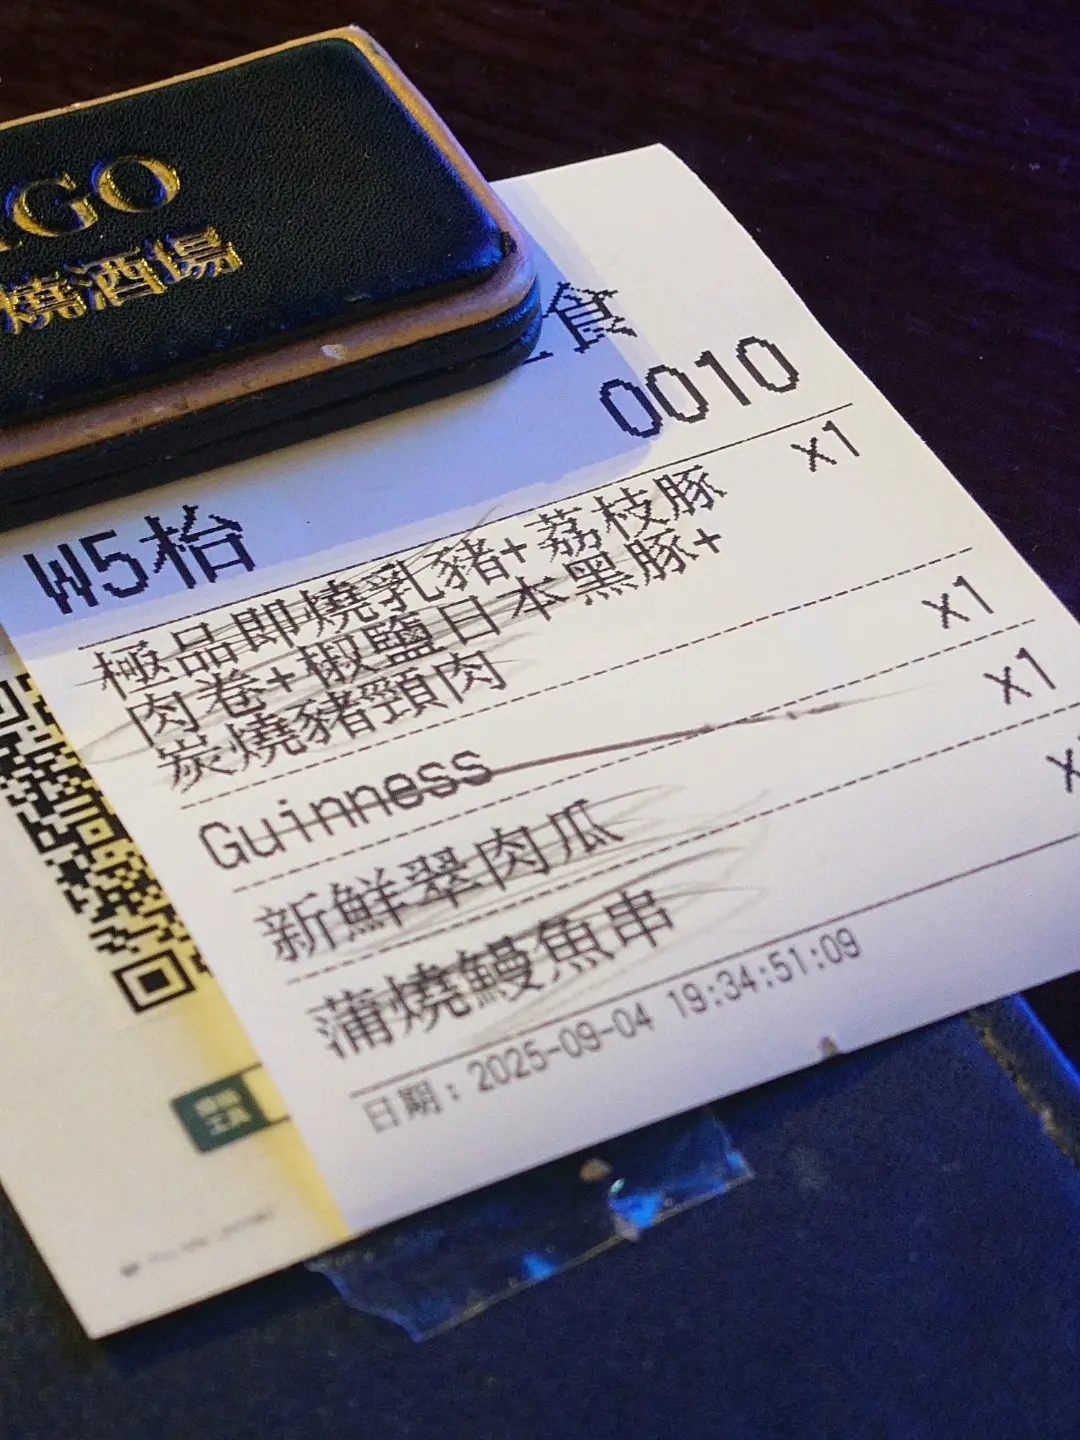 GO
燒酒場
食
0010
W5枱
極品即燒乳豬+荔枝豚 x1
肉卷+椒鹽日本黑豚+
炭燒豬頸肉
Guinness x1
新鮮翠肉瓜 x1
蒲燒鰻魚串 x
日期: 2025-09-04 19:34:51:09